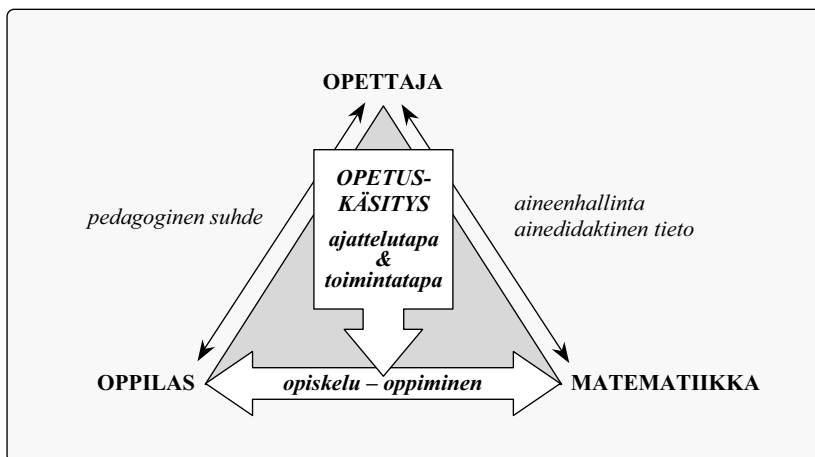 OPETTAJA
OPETUS-
KÄSITYS
ajattelutapa
&
toimintatapa
pedagoginen suhde
aineenhallinta
ainedidaktinen tieto
OPPILAS
opiskelu – oppiminen
MATEMATIIKKA